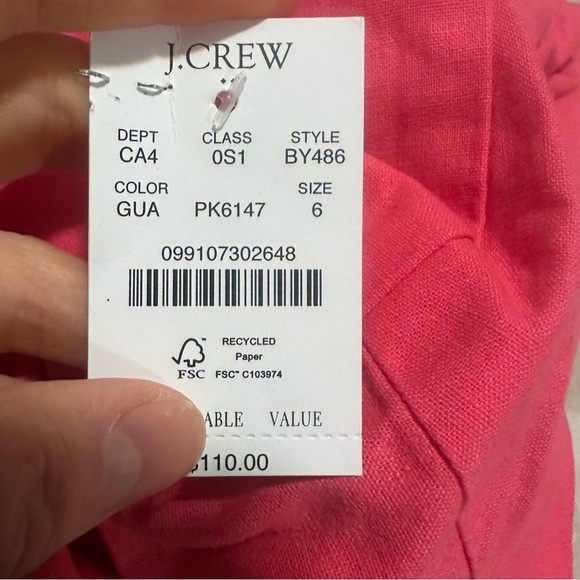 J.CREW
DEPT CLASS STYLE
CA4 0S1 BY486
COLOR SIZE
GUA PK6147 6
099107302648
RECYCLED
Paper
FSC™ C103974
FSC
VALUE
$110.00